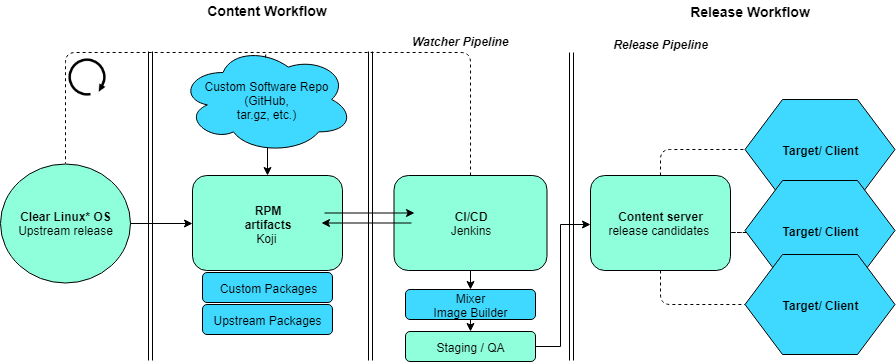 Content Workflow
Release Workflow
Watcher Pipeline
Release Pipeline
Custom Software Repo
(GitHub,
tar.gz, etc.)
Target/ Client
Clear Linux* OS
Upstream release
RPM
artifacts
Koji
CI/CD
Jenkins
Content server
release candidates
Target/ Client
Custom Packages
Mixer
Image Builder
Target/ Client
Upstream Packages
Staging / QA